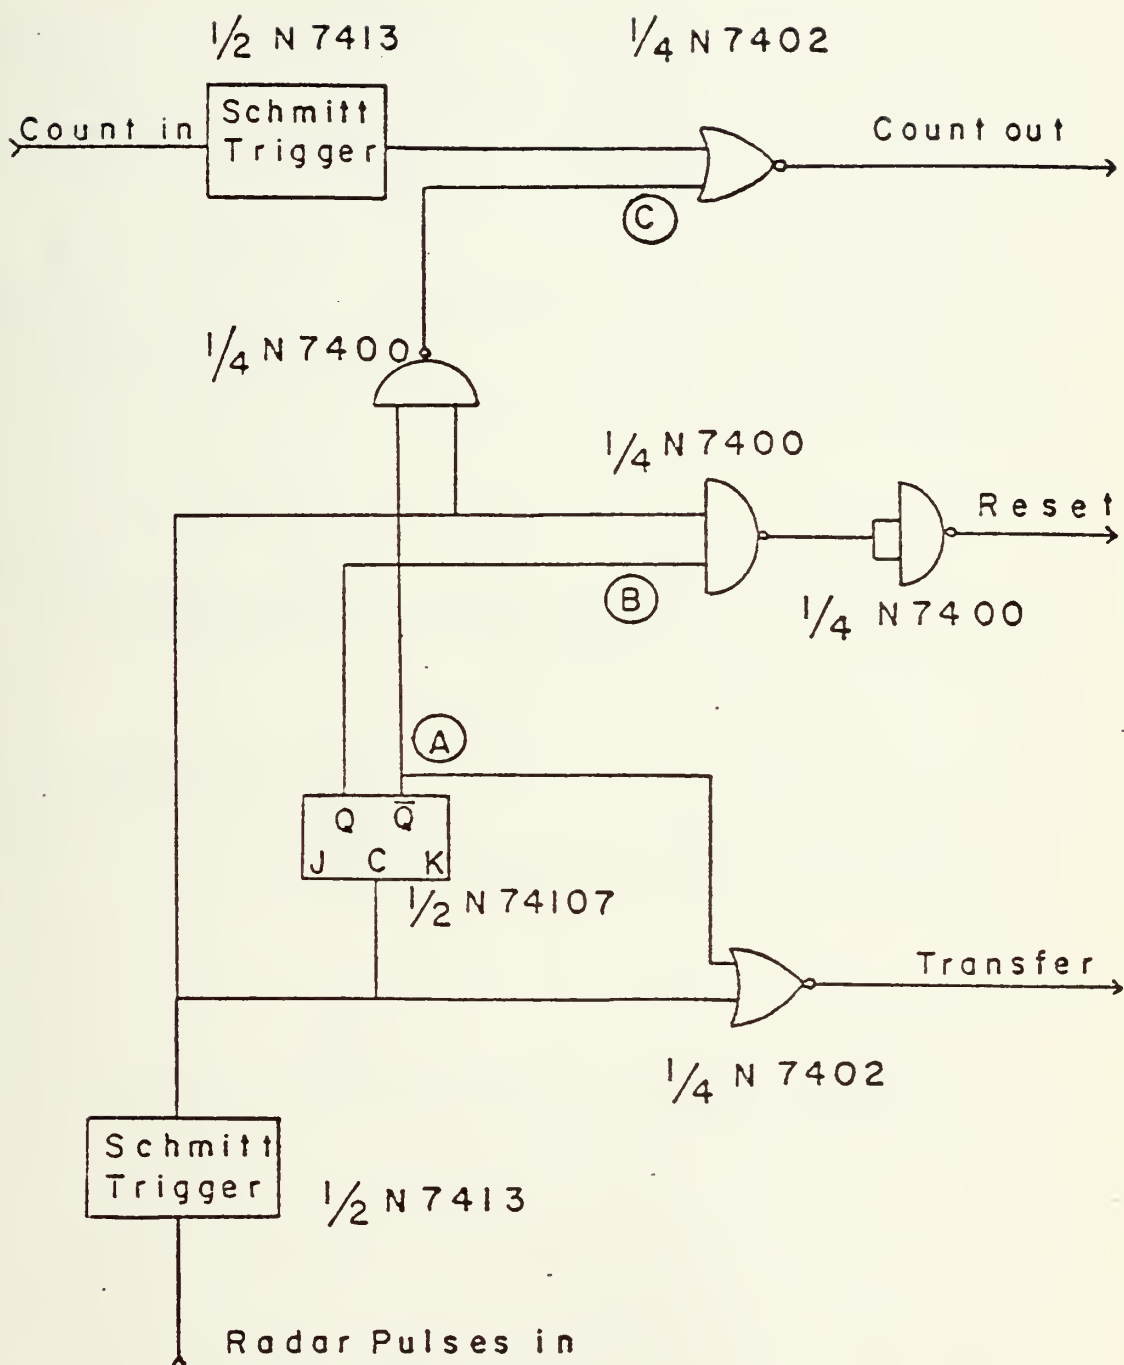 1/2 N 7413
1/4 N 7402
Count in
Schmitt
Trigger
Count out
C
1/4 N 7400
1/4 N 7400
Reset
B
1/4 N 7400
A
Q Q̅
J C K
1/2 N 74107
Transfer
1/4 N 7402
Schmitt
Trigger
1/2 N 7413
Radar Pulses in